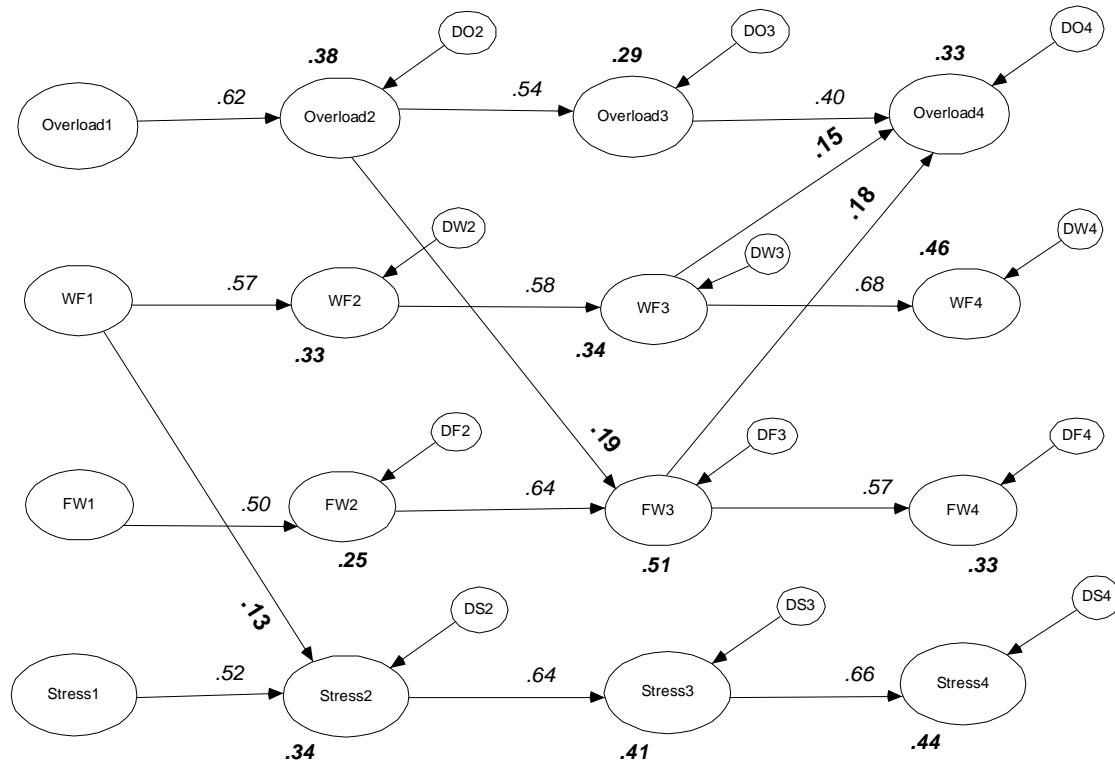 DO2
DO3
DO4
.38
.29
.33
.62
.54
.40
Overload1
Overload2
Overload3
Overload4
.15
.18
DW2
DW3
DW4
.46
.57
.58
.68
WF1
WF2
WF3
WF4
.33
.34
.19
DF2
DF3
DF4
.50
.64
.57
FW1
FW2
FW3
FW4
.25
.51
.33
.13
DS2
DS3
DS4
.52
.64
.66
Stress1
Stress2
Stress3
Stress4
.34
.41
.44